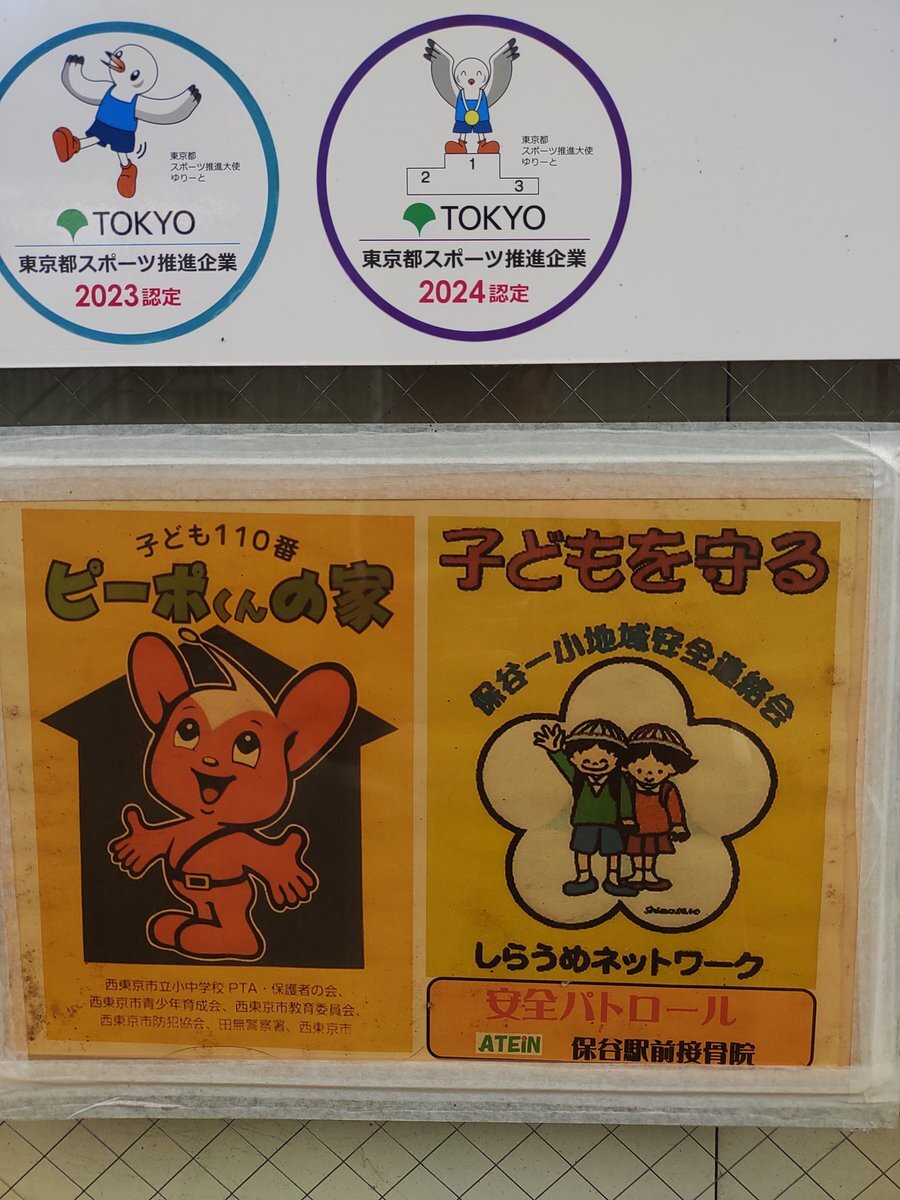 東京都
スポーツ推進大使
ゆりーと
TOKYO
東京都スポーツ推進企業
2023認定
1
2
3
東京都
スポーツ推進大使
ゆりーと
TOKYO
東京都スポーツ推進企業
2024認定
子ども110番
ピーポくんの家
西東京市立小中学校 PTA・保護者の会、
西東京市青少年育成会、西東京市教育委員会、
西東京市防犯協会、田無警察署、西東京市
子どもを守る
保谷一小地域安全連絡会
しらうめネットワーク
安全パトロール
ATEiN 保谷駅前接骨院